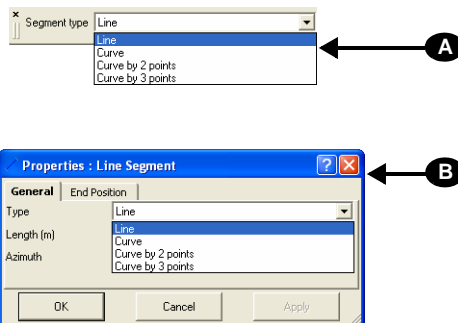 Segment type Line
Line
Curve
Curve by 2 points
Curve by 3 points
A
Properties : Line Segment
B
General End Position
Type Line
Length (m) Line
Curve
Azimuth Curve by 2 points
Curve by 3 points
OK Cancel Apply